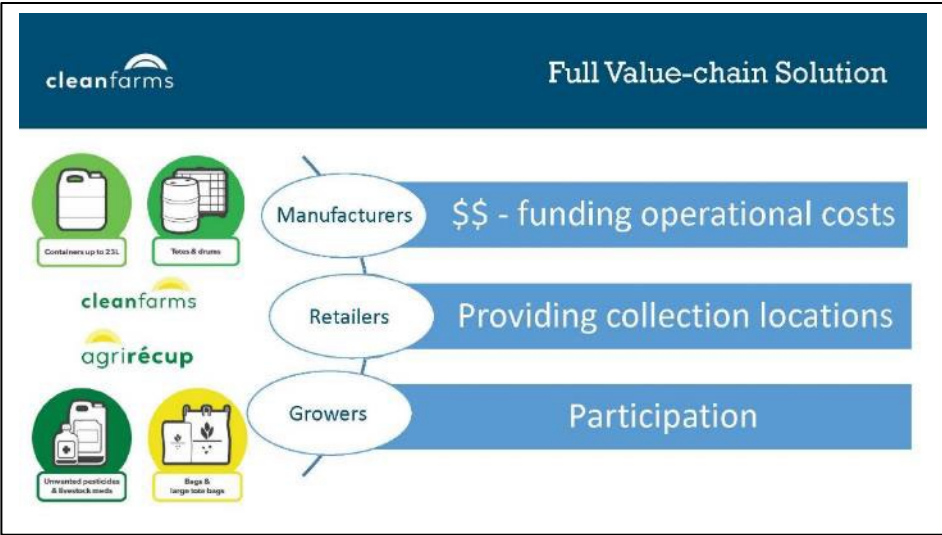 cleanfarms
Full Value-chain Solution
Containers up to 23L
Totes & drums
cleanfarms
agrirécup
Unwanted pesticides
& livestock meds
Bags &
large tote bags
Manufacturers
$$ - funding operational costs
Retailers
Providing collection locations
Growers
Participation